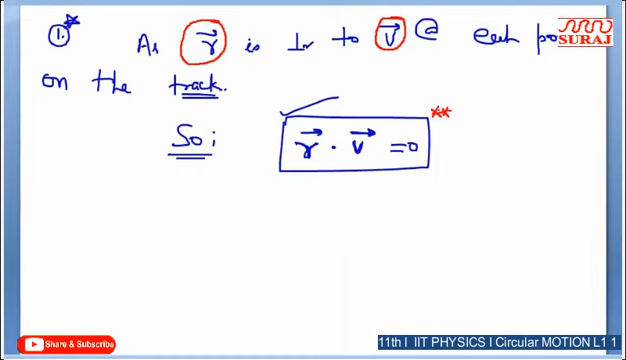 1. As r is ⊥r to v @ each po
SURAJ
on the track.
So; r . v = 0 **
Share & Subscribe
11th I IIT PHYSICS I Circular MOTION L1 1